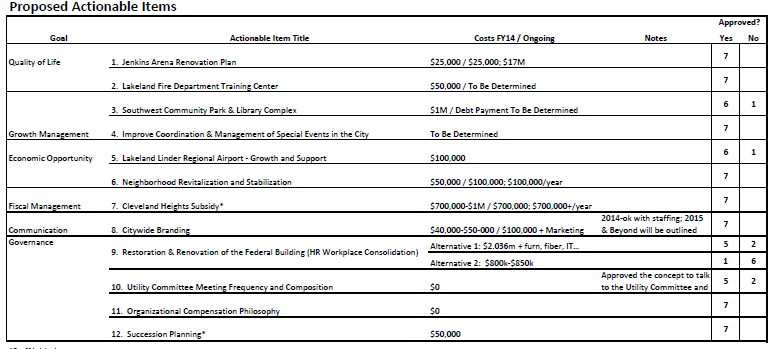 Proposed Actionable Items
Approved?
Goal Actionable Item Title Costs FY14 / Ongoing Notes Yes No
Quality of Life 1. Jenkins Arena Renovation Plan $25,000 / $25,000; $17M 7
2. Lakeland Fire Department Training Center $50,000 / To Be Determined 7
3. Southwest Community Park & Library Complex $1M / Debt Payment To Be Determined 6 1
Growth Management 4. Improve Coordination & Management of Special Events in the City To Be Determined 7
Economic Opportunity 5. Lakeland Linder Regional Airport - Growth and Support $100,000 6 1
6. Neighborhood Revitalization and Stabilization $50,000 / $100,000; $100,000/year 7
Fiscal Management 7. Cleveland Heights Subsidy* $700,000-$1M / $700,000; $700,000+/year 7
2014-ok with staffing; 2015
Communication 8. Citywide Branding $40,000-$50-000 / $100,000 + Marketing & Beyond will be outlined 7
Governance
9. Restoration & Renovation of the Federal Building (HR Workplace Consolidation) Alternative 1: $2.036m + furn, fiber, IT... 5 2
Alternative 2: $800k-$850k 1 6
Approved the concept to talk
10. Utility Committee Meeting Frequency and Composition $0 to the Utility Committee and 5 2
11. Organizational Compensation Philosophy $0 7
12. Succession Planning* $50,000 7